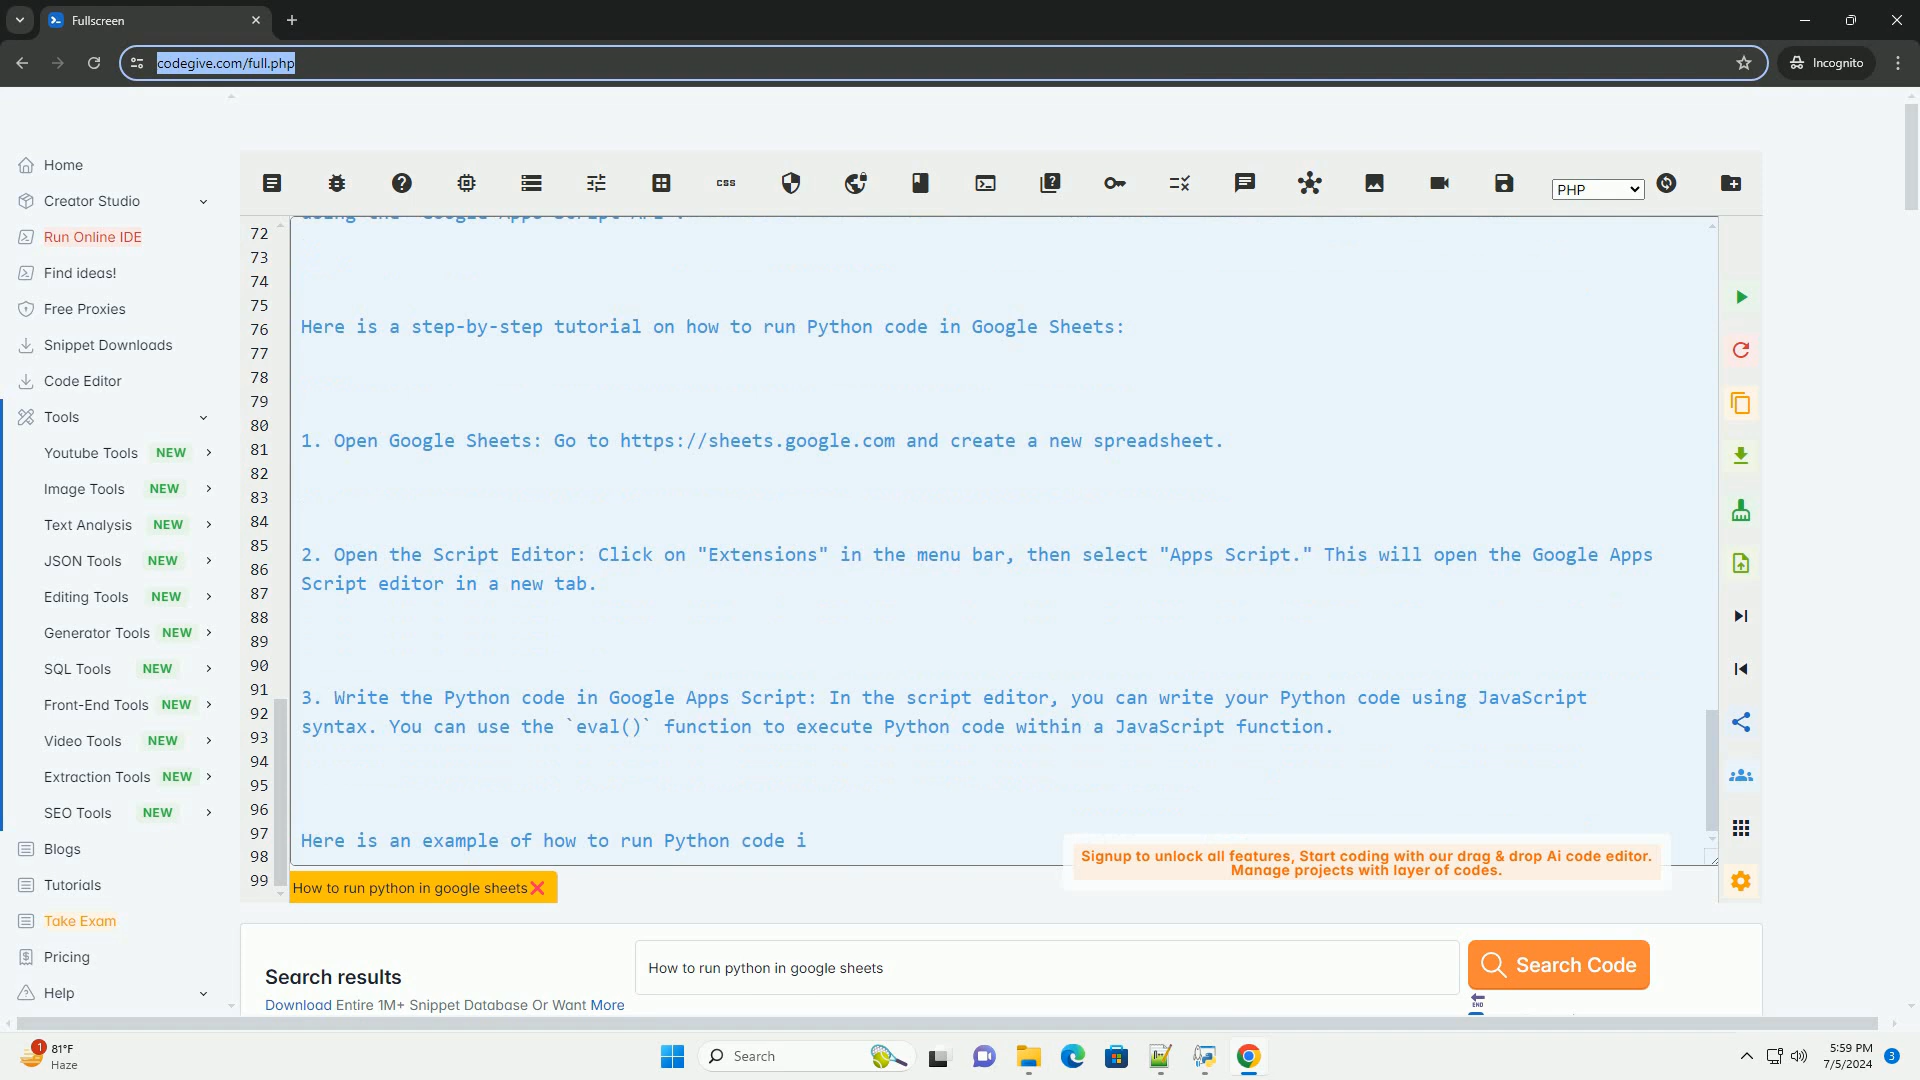 Fullscreen
codegive.com/full.php
Incognito
Home
Creator Studio
Run Online IDE
Find ideas!
Free Proxies
Snippet Downloads
Code Editor
Tools
Youtube Tools NEW
Image Tools NEW
Text Analysis NEW
JSON Tools NEW
Editing Tools NEW
Generator Tools NEW
SQL Tools NEW
Front-End Tools NEW
Video Tools NEW
Extraction Tools NEW
SEO Tools NEW
Blogs
Tutorials
Take Exam
Pricing
Help
css
PHP
72
73
74
75
76
77
78
79
80
81
82
83
84
85
86
87
88
89
90
91
92
93
94
95
96
97
98
99
using the `Google Apps Script API`.
Here is a step-by-step tutorial on how to run Python code in Google Sheets:
1. Open Google Sheets: Go to https://sheets.google.com and create a new spreadsheet.
2. Open the Script Editor: Click on "Extensions" in the menu bar, then select "Apps Script." This will open the Google Apps
Script editor in a new tab.
3. Write the Python code in Google Apps Script: In the script editor, you can write your Python code using JavaScript
syntax. You can use the `eval()` function to execute Python code within a JavaScript function.
Here is an example of how to run Python code i
Signup to unlock all features, Start coding with our drag & drop Ai code editor.
Manage projects with layer of codes.
How to run python in google sheets
Search results
Download Entire 1M+ Snippet Database Or Want More
How to run python in google sheets
Search Code
END
1
81°F
Haze
Search
5:59 PM
7/5/2024
3